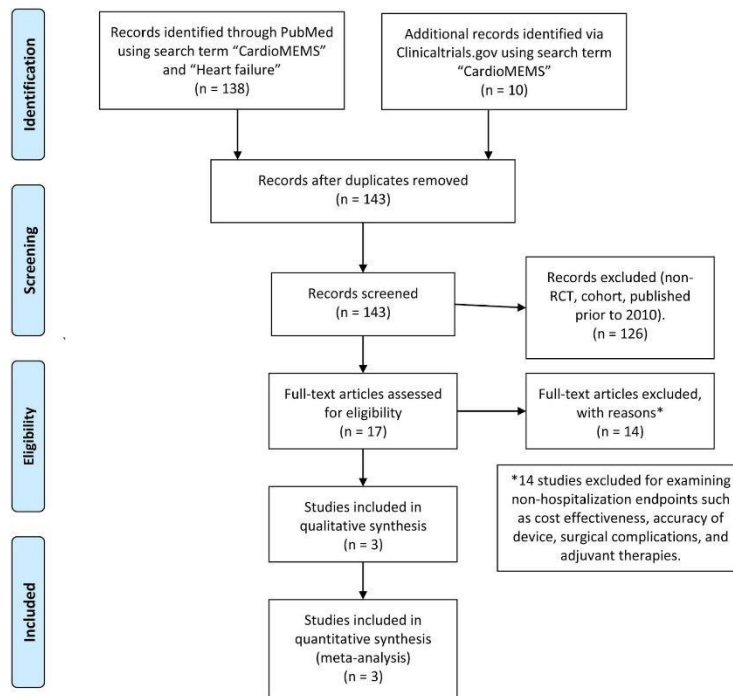 Identification
Records identified through PubMed
using search term “CardioMEMS”
and “Heart failure”
(n = 138)
Additional records identified via
Clinicaltrials.gov using search term
“CardioMEMS”
(n = 10)
Records after duplicates removed
(n = 143)
Screening
Records screened
(n = 143)
Records excluded (non-
RCT, cohort, published
prior to 2010).
(n = 126)
Eligibility
Full-text articles assessed
for eligibility
(n = 17)
Full-text articles excluded,
with reasons*
(n = 14)
*14 studies excluded for examining
non-hospitalization endpoints such
as cost effectiveness, accuracy of
device, surgical complications, and
adjuvant therapies.
Studies included in
qualitative synthesis
(n = 3)
Included
Studies included in
quantitative synthesis
(meta-analysis)
(n = 3)